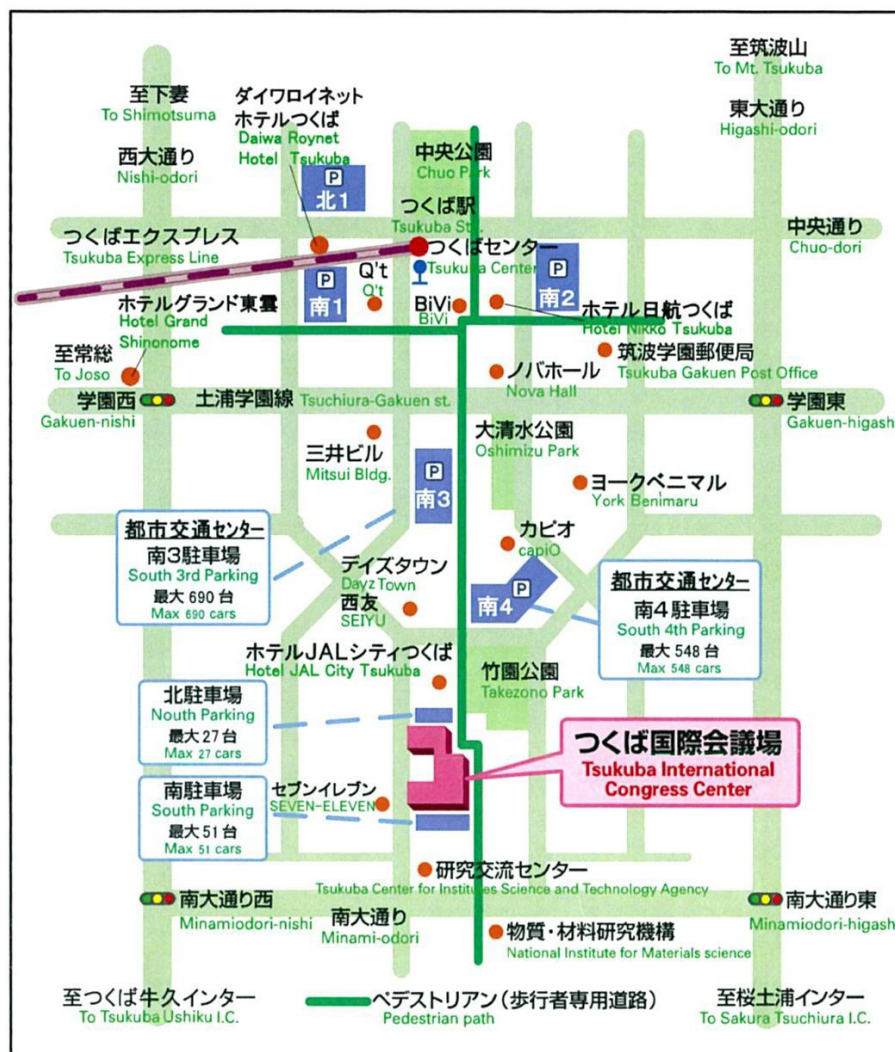 至筑波山
To Mt. Tsukuba
至下妻
To Shimotsuma
ダイワロイネット
ホテルつくば
Daiwa Roynet
Hotel Tsukuba
東大通り
Higashi-odori
西大通り
Nishi-odori
中央公園
Chuo Park
P
北1
つくば駅
Tsukuba St.
中央通り
Chuo-dori
つくばエクスプレス
Tsukuba Express Line
つくばセンター
Tsukuba Center
P
南1
Q't
Q't
BiVi
BiVi
P
南2
ホテル日航つくば
Hotel Nikko Tsukuba
ホテルグランド東雲
Hotel Grand
Shinonome
至常総
To Joso
ノバホール
Nova Hall
筑波学園郵便局
Tsukuba Gakuen Post Office
学園西
Gakuen-nishi
土浦学園線 Tsuchiura-Gakuen st.
学園東
Gakuen-higash
三井ビル
Mitsui Bldg.
大清水公園
Oshimizu Park
P
南3
ヨークベニマル
York Benimaru
都市交通センター
南3駐車場
South 3rd Parking
最大690台
Max 690 cars
カピオ
capiO
デイズタウン
Dayz Town
西友
SEIYU
P
南4
都市交通センター
南4駐車場
South 4th Parking
最大548台
Max 548 cars
ホテルJALシティつくば
Hotel JAL City Tsukuba
竹園公園
Takezono Park
北駐車場
Nouth Parking
最大27台
Max 27 cars
つくば国際会議場
Tsukuba International
Congress Center
南駐車場
South Parking
最大51台
Max 51 cars
セブンイレブン
SEVEN-ELEVEN
研究交流センター
Tsukuba Center for Institutes Science and Technology Agency
南大通り西
Minamiodori-nishi
南大通り
Minami-odori
南大通り東
Minamiodori-higash
物質・材料研究機構
National Institute for Materials science
至つくば牛久インター
To Tsukuba Ushiku I.C.
ペデストリアン(歩行者専用道路)
Pedestrian path
至桜土浦インター
To Sakura Tsuchiura I.C.